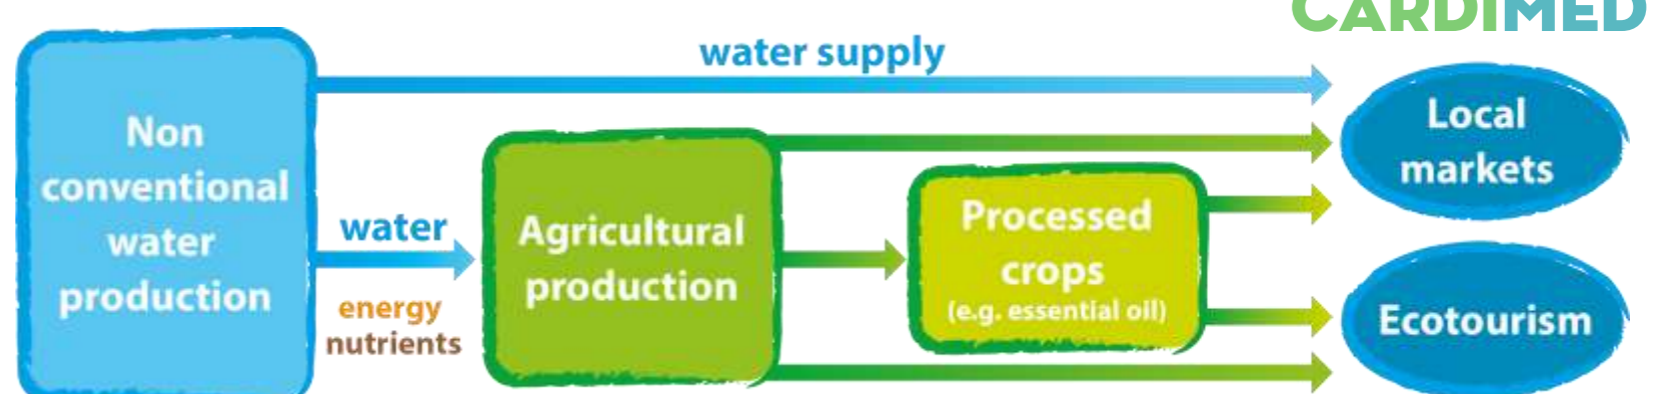 CARDIMED
water supply
Non
conventional
water
production
water
energy
nutrients
Agricultural
production
Processed
crops
(e.g. essential oil)
Local
markets
Ecotourism